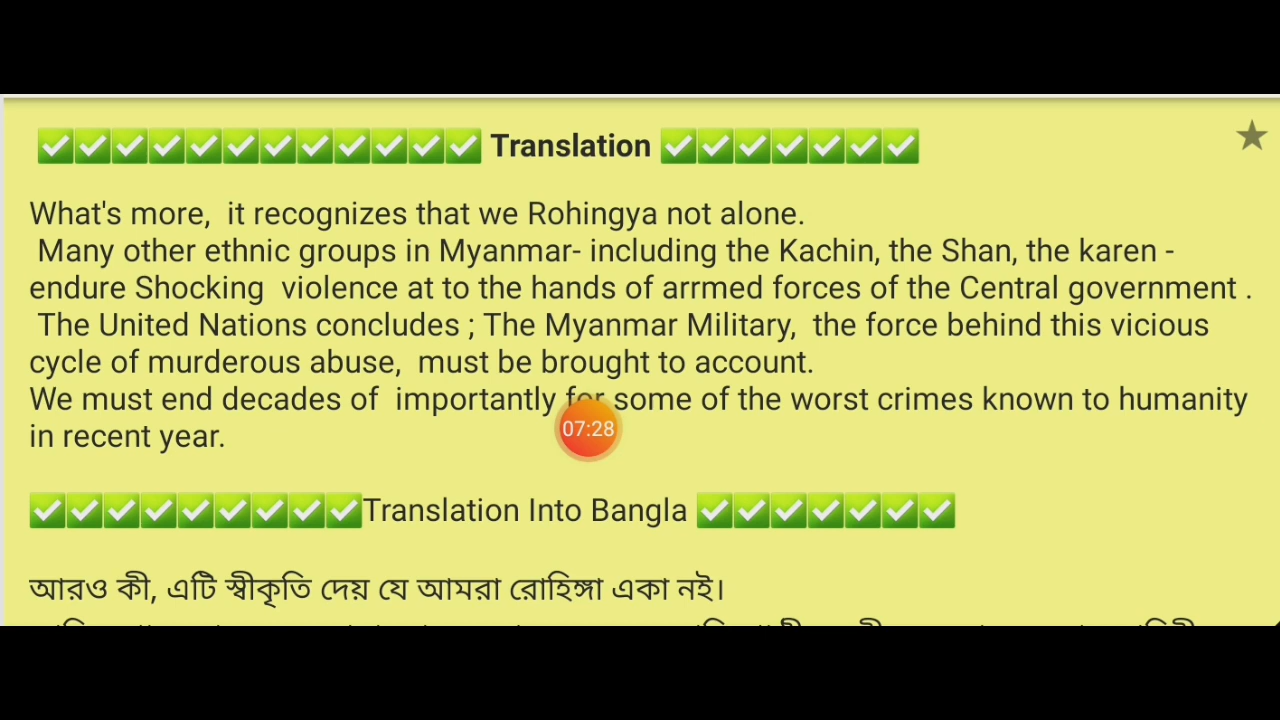 ✅✅✅✅✅✅✅✅✅✅✅✅ Translation ✅✅✅✅✅✅✅
What's more, it recognizes that we Rohingya not alone.
Many other ethnic groups in Myanmar- including the Kachin, the Shan, the karen -
endure Shocking violence at to the hands of arrmed forces of the Central government .
The United Nations concludes ; The Myanmar Military, the force behind this vicious
cycle of murderous abuse, must be brought to account.
We must end decades of importantly for some of the worst crimes known to humanity
07:28
in recent year.
✅✅✅✅✅✅✅✅✅Translation Into Bangla ✅✅✅✅✅✅✅
আরও কী, এটি স্বীকৃতি দেয় যে আমরা রোহিঙ্গা একা নই।